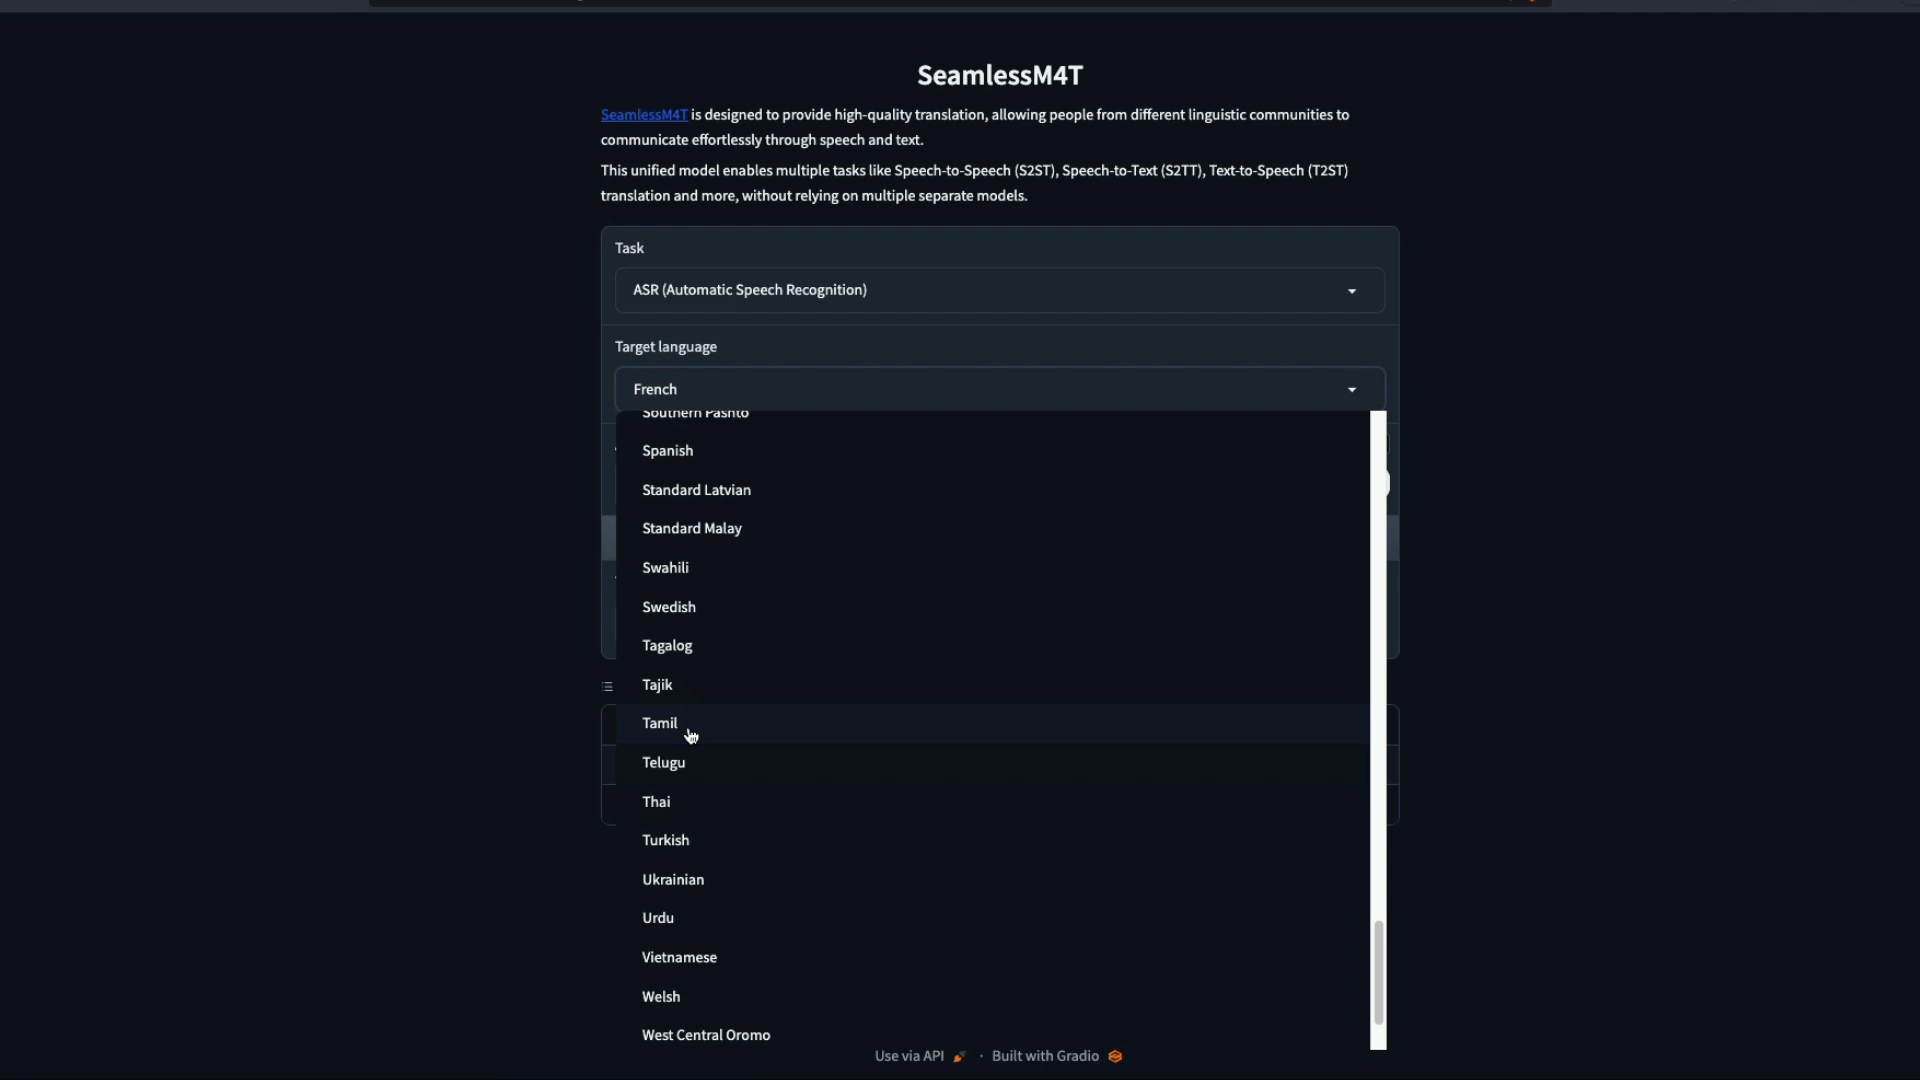 SeamlessM4T
SeamlessM4T is designed to provide high-quality translation, allowing people from different linguistic communities to
communicate effortlessly through speech and text.
This unified model enables multiple tasks like Speech-to-Speech (S2ST), Speech-to-Text (S2TT), Text-to-Speech (T2ST)
translation and more, without relying on multiple separate models.
Task
ASR (Automatic Speech Recognition)
Target language
French
Southern Pashto
Spanish
Standard Latvian
Standard Malay
Swahili
Swedish
Tagalog
Tajik
Tamil
Telugu
Thai
Turkish
Ukrainian
Urdu
Vietnamese
Welsh
West Central Oromo
Use via API · Built with Gradio